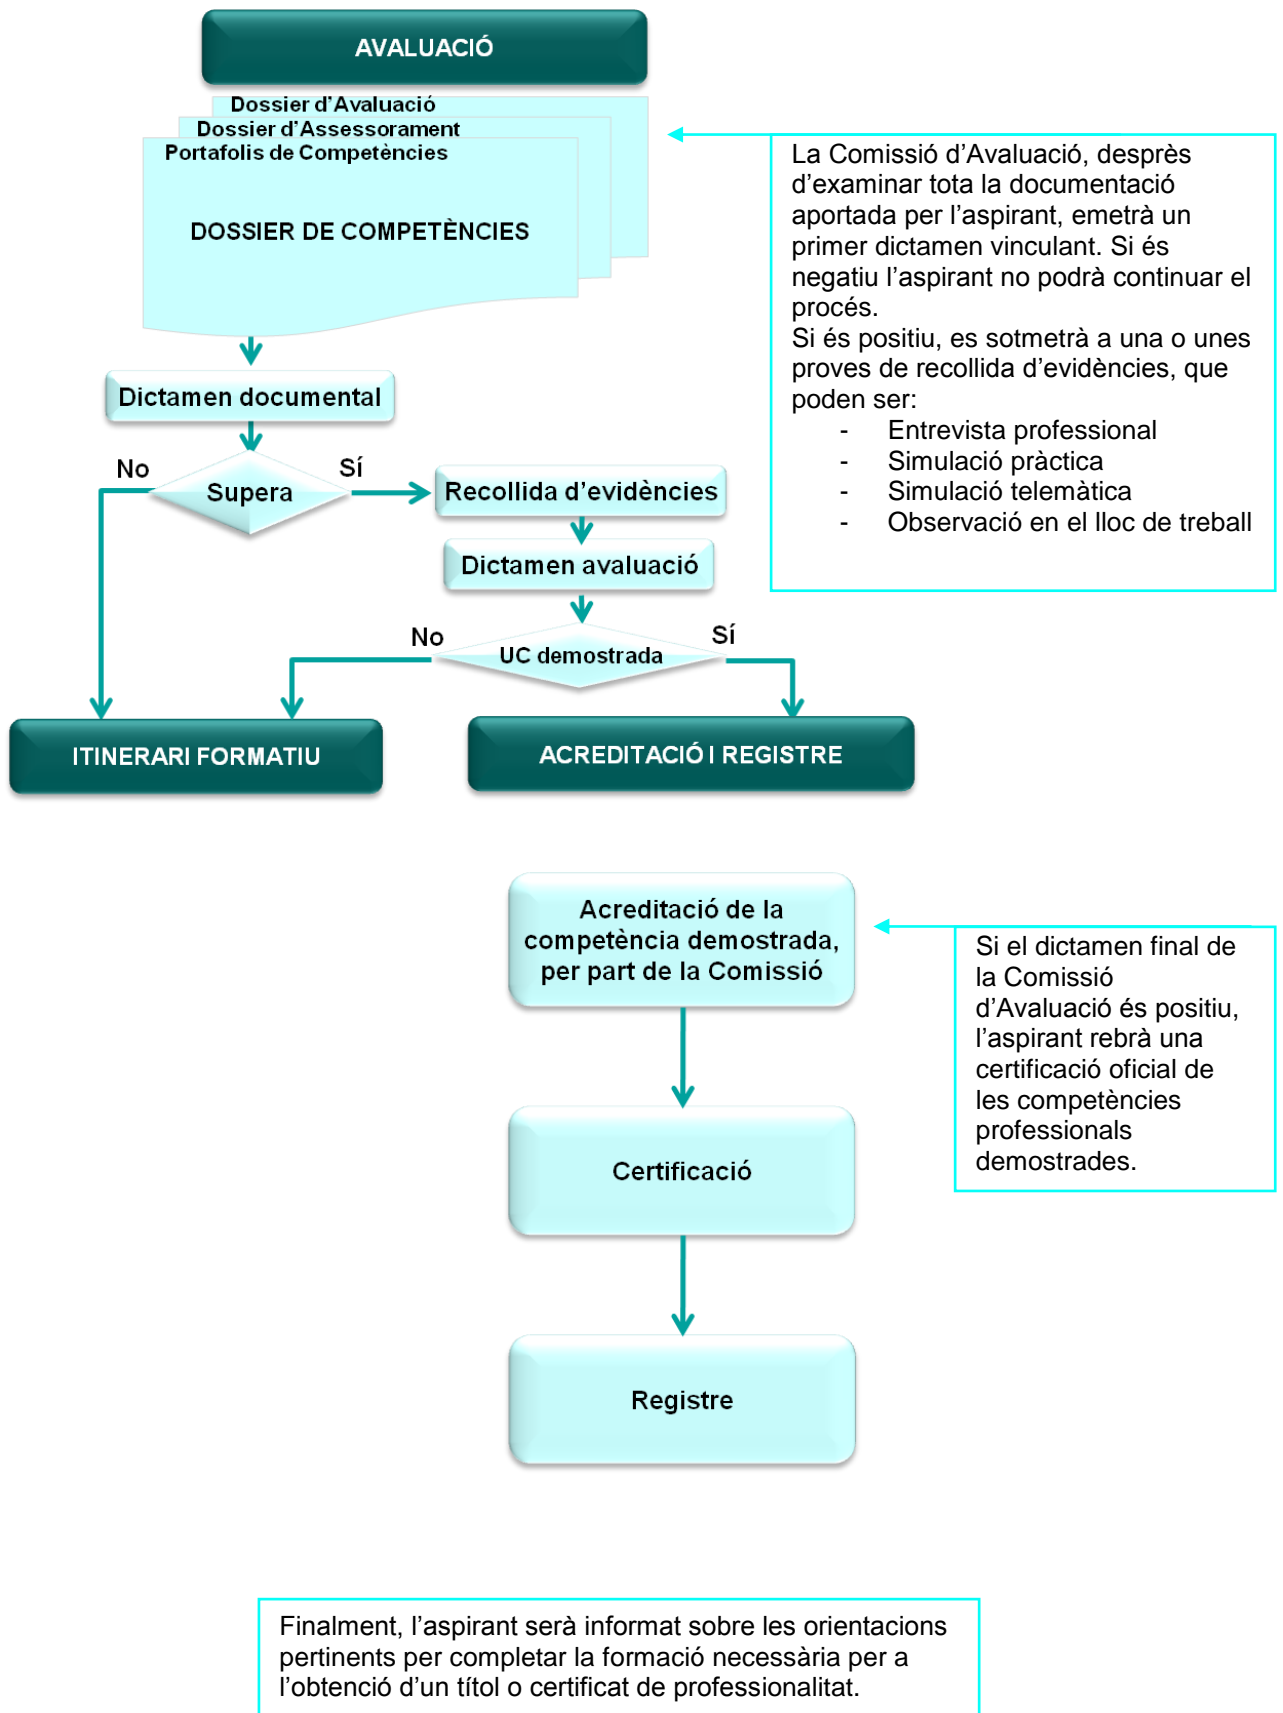 AVALUACIÓ
Dossier d’Avaluació
Dossier d’Assessorament
Portafolis de Competències
DOSSIER DE COMPETÈNCIES
La Comissió d’Avaluació, desprès
d’examinar tota la documentació
aportada per l’aspirant, emetrà un
primer dictamen vinculant. Si és
negatiu l’aspirant no podrà continuar el
procés.
Si és positiu, es sotmetrà a una o unes
proves de recollida d’evidències, que
poden ser:
- Entrevista professional
- Simulació pràctica
- Simulació telemàtica
- Observació en el lloc de treball
Dictamen documental
No
Supera
Sí
Recollida d’evidències
Dictamen avaluació
No
UC demostrada
Sí
ITINERARI FORMATIU
ACREDITACIÓ I REGISTRE
Acreditació de la
competència demostrada,
per part de la Comissió
Si el dictamen final de
la Comissió
d’Avaluació és positiu,
l’aspirant rebrà una
certificació oficial de
les competències
professionals
demostrades.
Certificació
Registre
Finalment, l’aspirant serà informat sobre les orientacions
pertinents per completar la formació necessària per a
l’obtenció d’un títol o certificat de professionalitat.